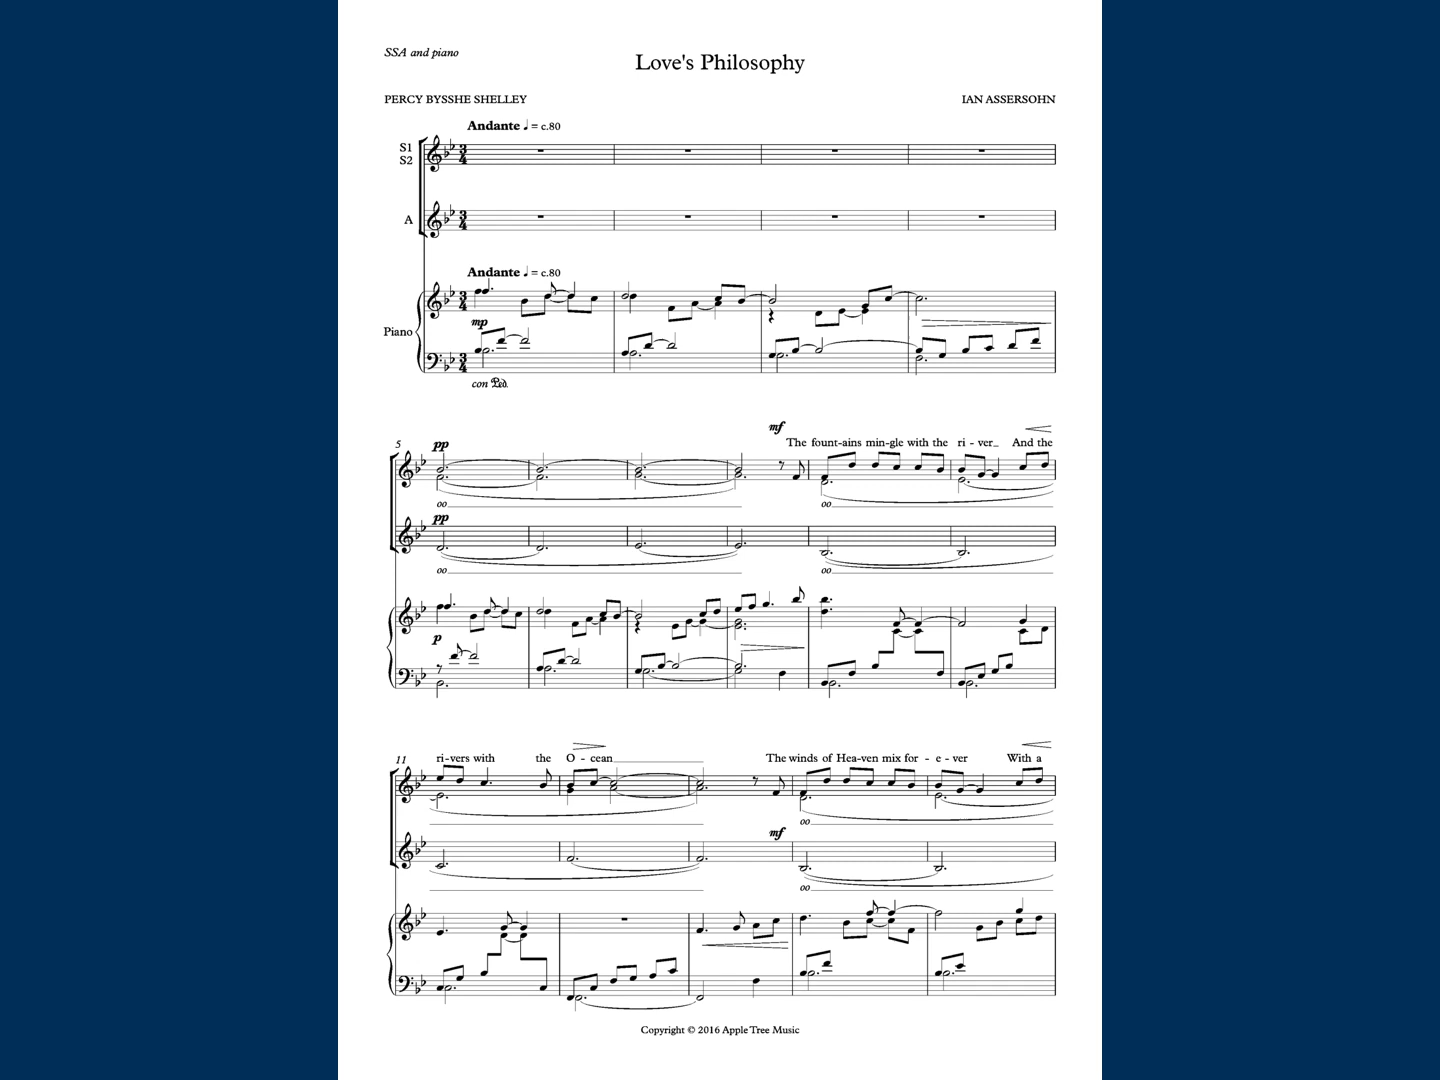 SSA and piano
Love's Philosophy
PERCY BYSSHE SHELLEY
IAN ASSERSOHN
Andante ♩ = c.80
S1
S2
A
Andante ♩ = c.80
Piano
mp
con Ped.
5
pp
mf
The fount-ains min-gle with the ri - ver_ And the
oo
oo
pp
oo
oo
p
11
ri-vers with the O - cean
The winds of Hea-ven mix for - e - ver With a
oo
mf
oo
Copyright © 2016 Apple Tree Music